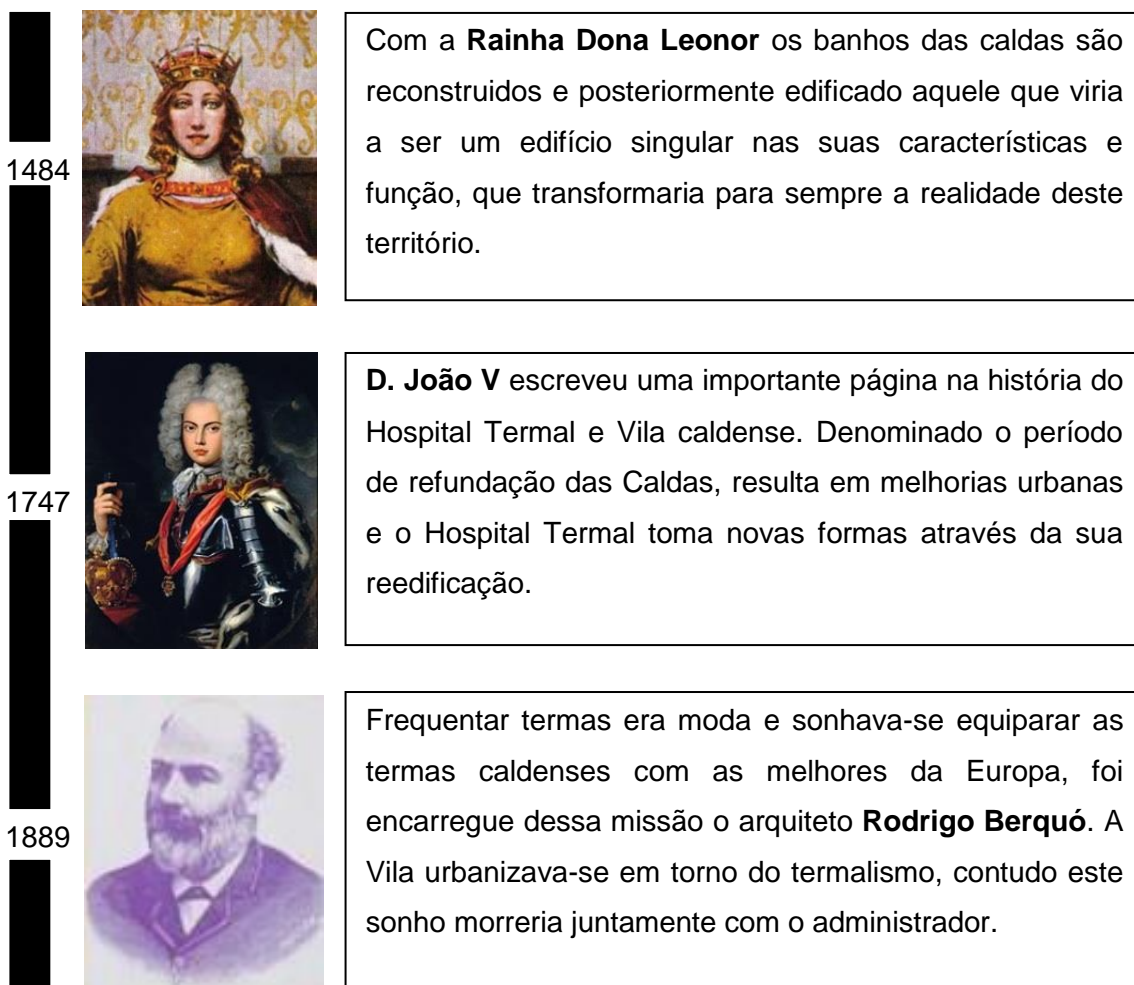 Com a Rainha Dona Leonor os banhos das caldas são
reconstruidos e posteriormente edificado aquele que viria
a ser um edifício singular nas suas características e
função, que transformaria para sempre a realidade deste
território.
1484
D. João V escreveu uma importante página na história do
Hospital Termal e Vila caldense. Denominado o período
de refundação das Caldas, resulta em melhorias urbanas
e o Hospital Termal toma novas formas através da sua
reedificação.
1747
Frequentar termas era moda e sonhava-se equiparar as
termas caldenses com as melhores da Europa, foi
encarregue dessa missão o arquiteto Rodrigo Berquó. A
Vila urbanizava-se em torno do termalismo, contudo este
sonho morreria juntamente com o administrador.
1889